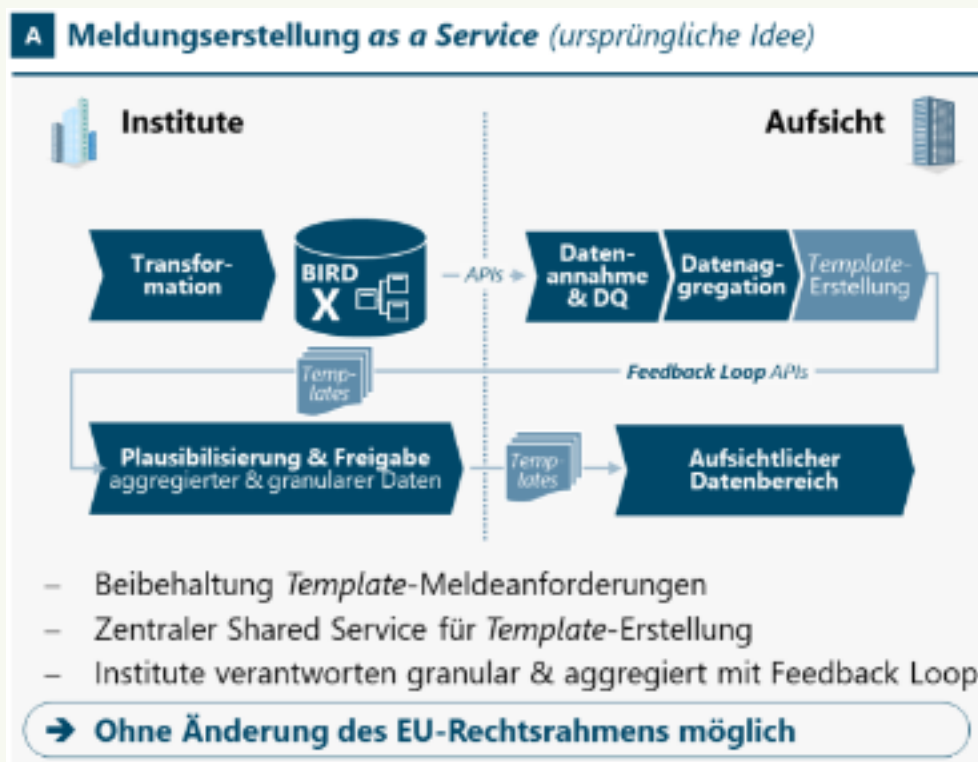 A Meldungserstellung as a Service (ursprüngliche Idee)
Institute
Aufsicht
Transfor-
mation
BIRD
X
APIs
Daten-
annahme
& DQ
Datenag-
gregation
Template-
Erstellung
Feedback Loop APIs
Temp-
lates
Plausibilisierung & Freigabe
aggregierter & granularer Daten
Temp-
lates
Aufsichtlicher
Datenbereich
– Beibehaltung Template-Meldeanforderungen
– Zentraler Shared Service für Template-Erstellung
– Institute verantworten granular & aggregiert mit Feedback Loop
➔ Ohne Änderung des EU-Rechtsrahmens möglich